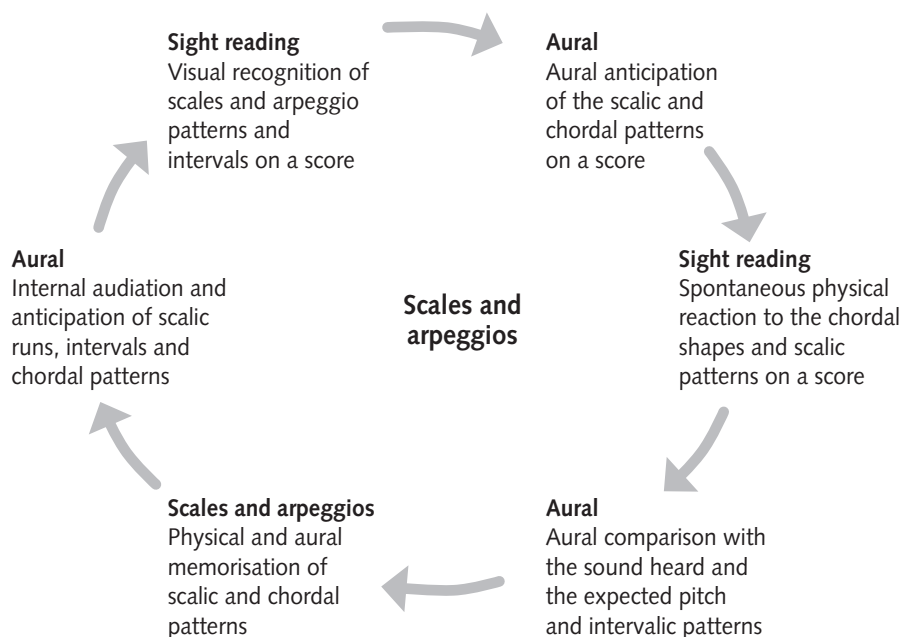 Sight reading
Visual recognition of
scales and arpeggio
patterns and
intervals on a score
Aural
Aural anticipation
of the scalic and
chordal patterns
on a score
Sight reading
Spontaneous physical
reaction to the chordal
shapes and scalic
patterns on a score
Aural
Aural comparison with
the sound heard and
the expected pitch
and intervalic patterns
Scales and arpeggios
Physical and aural
memorisation of
scalic and chordal
patterns
Aural
Internal audiation and
anticipation of scalic
runs, intervals and
chordal patterns
Scales and
arpeggios